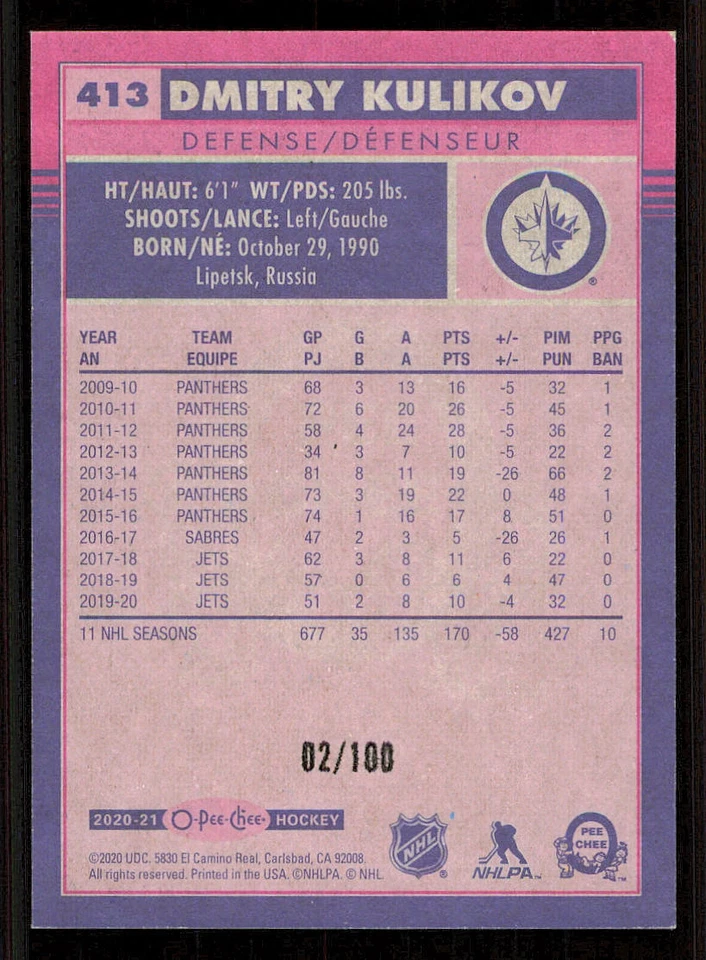 413 DMITRY KULIKOV
DEFENSE/DÉFENSEUR
HT/HAUT: 6'1" WT/PDS: 205 lbs.
SHOOTS/LANCE: Left/Gauche
BORN/NÉ: October 29, 1990
Lipetsk, Russia
®
YEAR TEAM GP G A PTS +/- PIM PPG
AN EQUIPE PJ B A PTS +/- PUN BAN
2009-10 PANTHERS 68 3 13 16 -5 32 1
2010-11 PANTHERS 72 6 20 26 -5 45 1
2011-12 PANTHERS 58 4 24 28 -5 36 2
2012-13 PANTHERS 34 3 7 10 -5 22 2
2013-14 PANTHERS 81 8 11 19 -26 66 2
2014-15 PANTHERS 73 3 19 22 0 48 1
2015-16 PANTHERS 74 1 16 17 8 51 0
2016-17 SABRES 47 2 3 5 -26 26 1
2017-18 JETS 62 3 8 11 6 22 0
2018-19 JETS 57 0 6 6 4 47 0
2019-20 JETS 51 2 8 10 -4 32 0
11 NHL SEASONS 677 35 135 170 -58 427 10
02/100
2020-21 O-Pee-Chee HOCKEY
©2020 UDC. 5830 El Camino Real, Carlsbad, CA 92008.
All rights reserved. Printed in the USA. ©NHLPA. © NHL.
NHL ®
NHLPA™
PEE
CHEE
™